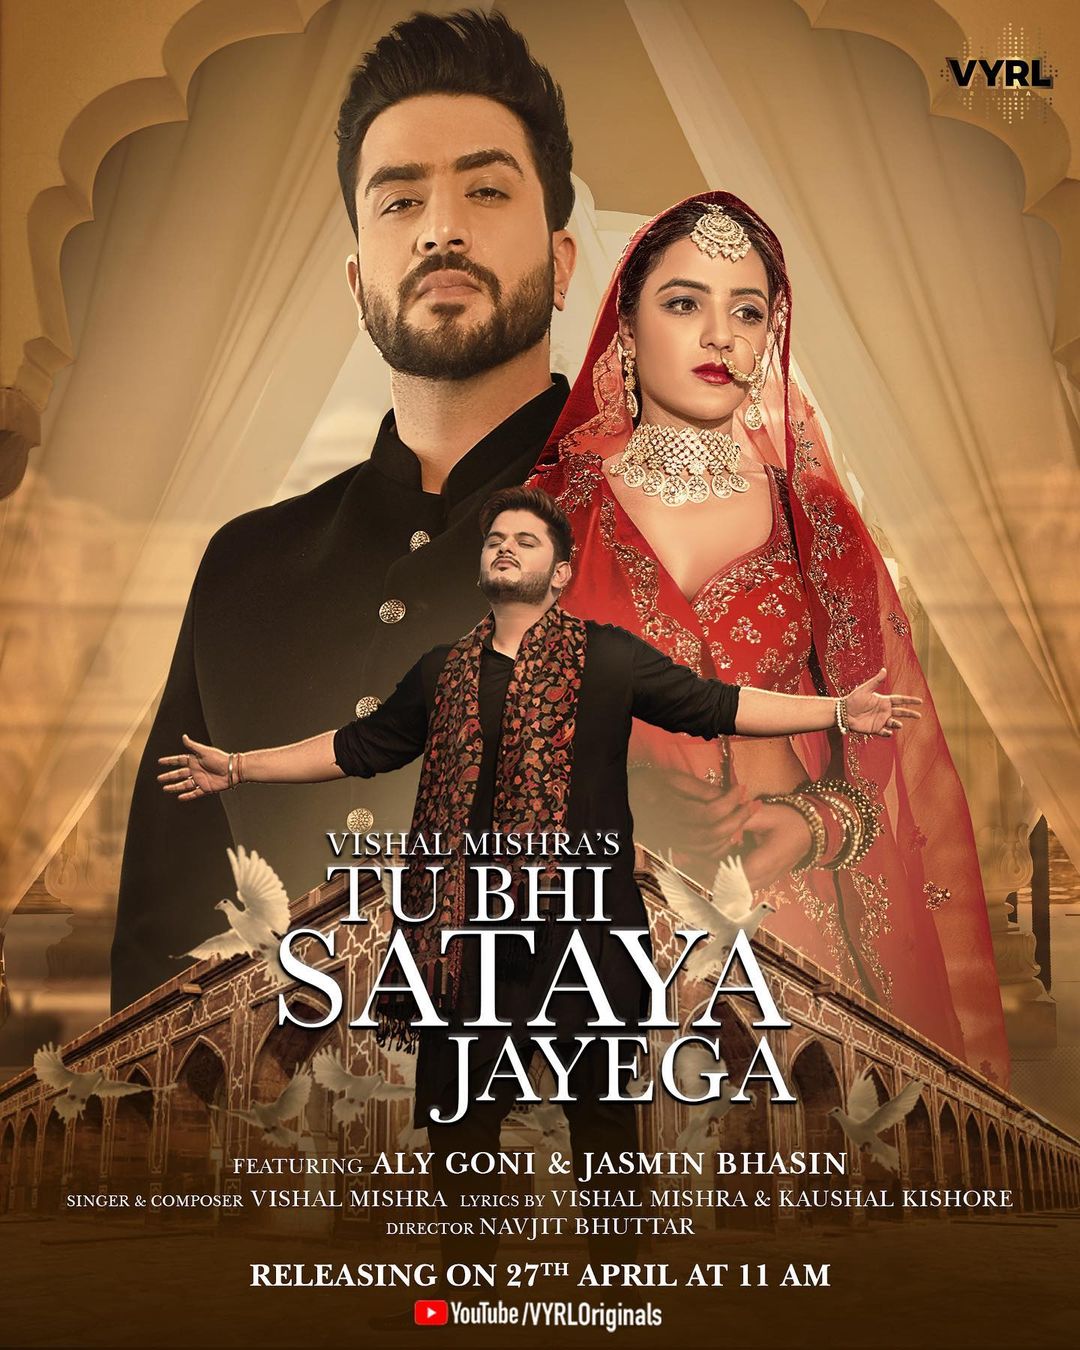 VYRL
ORIGINALS
VISHAL MISHRA'S
TU BHI
SATAYA
JAYEGA
FEATURING ALY GONI & JASMIN BHASIN
SINGER & COMPOSER VISHAL MISHRA LYRICS BY VISHAL MISHRA & KAUSHAL KISHORE
DIRECTOR NAVJIT BHUTTAR
RELEASING ON 27TH APRIL AT 11 AM
YouTube/VYRLOriginals